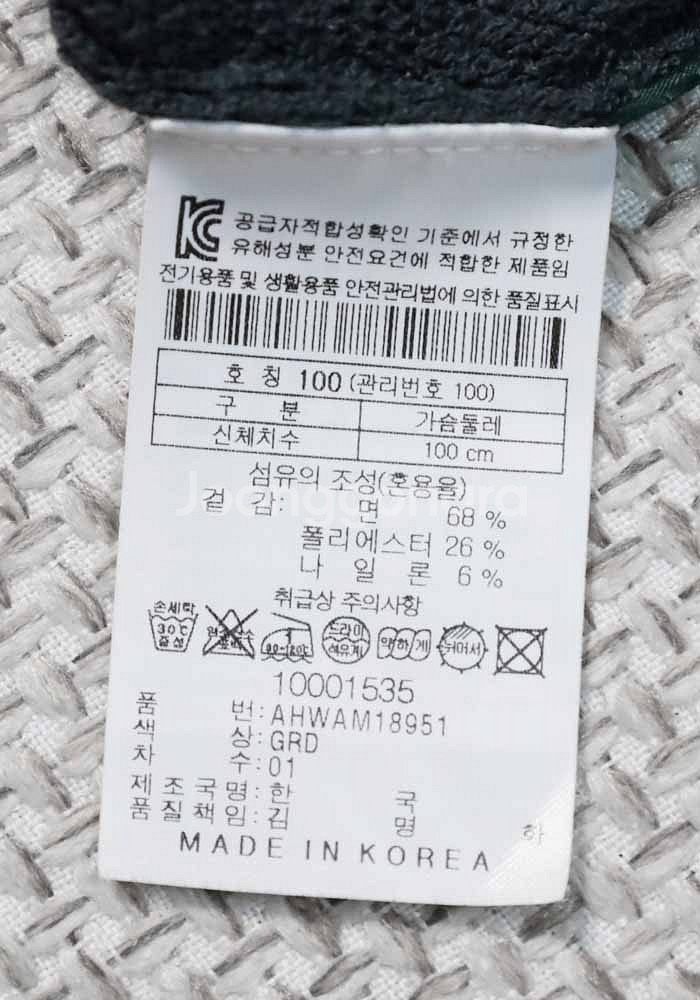 KC 공급자적합성확인 기준에서 규정한
유해성분 안전요건에 적합한 제품임
전기용품 및 생활용품 안전관리법에 의한 품질표시
호 칭 100 (관리번호 100)
구 분 가슴둘레
신체치수 100 cm
섬유의 조성(혼용율)
Joonggonara
겉 감 면 68 %
폴리에스터 26 %
나 일 론 6 %
취급상 주의사항
손세탁 드라이
30℃ 석유계 약하게 뉘어서
중성
10001535
품 번: AHWAM18951
색 상: GRD
차 수: 01
제 조 국 명: 한 국
품 질 책 임: 김 명 하
MADE IN KOREA